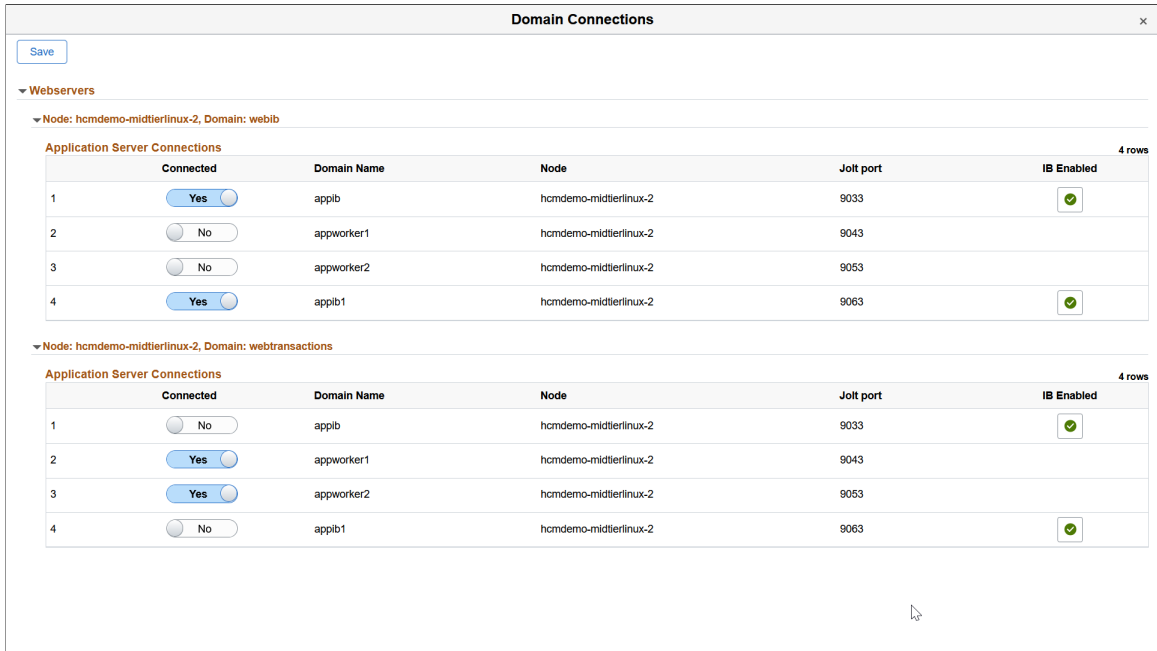 Domain Connections ×
Save
Webservers
Node: hcmdemo-midtierlinux-2, Domain: webib
Application Server Connections 4 rows
Connected Domain Name Node Jolt port IB Enabled
1 Yes appib hcmdemo-midtierlinux-2 9033
2 No appworker1 hcmdemo-midtierlinux-2 9043
3 No appworker2 hcmdemo-midtierlinux-2 9053
4 Yes appib1 hcmdemo-midtierlinux-2 9063
Node: hcmdemo-midtierlinux-2, Domain: webtransactions
Application Server Connections 4 rows
Connected Domain Name Node Jolt port IB Enabled
1 No appib hcmdemo-midtierlinux-2 9033
2 Yes appworker1 hcmdemo-midtierlinux-2 9043
3 Yes appworker2 hcmdemo-midtierlinux-2 9053
4 No appib1 hcmdemo-midtierlinux-2 9063